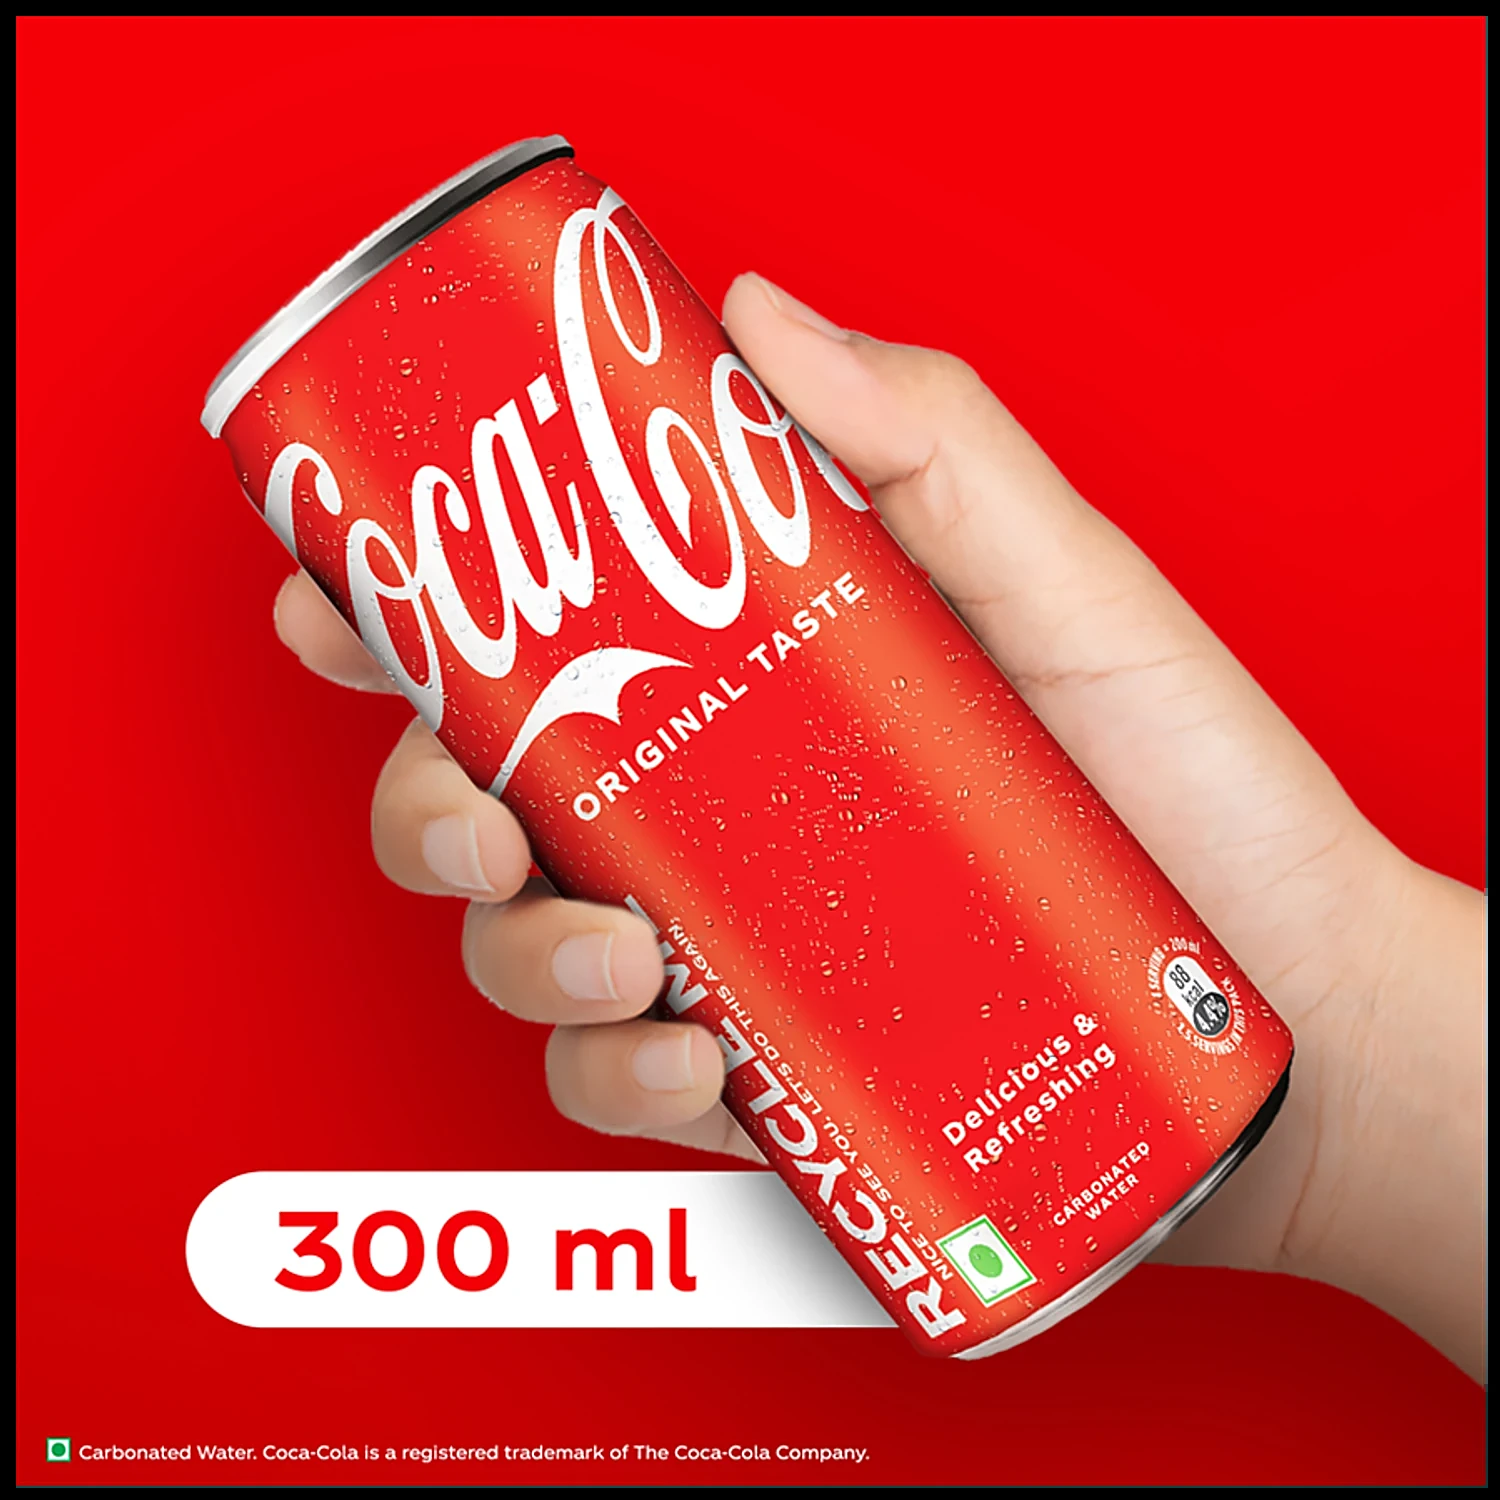 Coca-Co
ORIGINAL TASTE
RECYCLE M
NICE TO SEE YOU. LET'S DO THIS AGAIN.
1 SERVING = 200 ml
88
kcal
4.4%
1.5 SERVINGS IN THIS PACK
Delicious &
Refreshing
CARBONATED
WATER
300 ml
Carbonated Water. Coca-Cola is a registered trademark of The Coca-Cola Company.